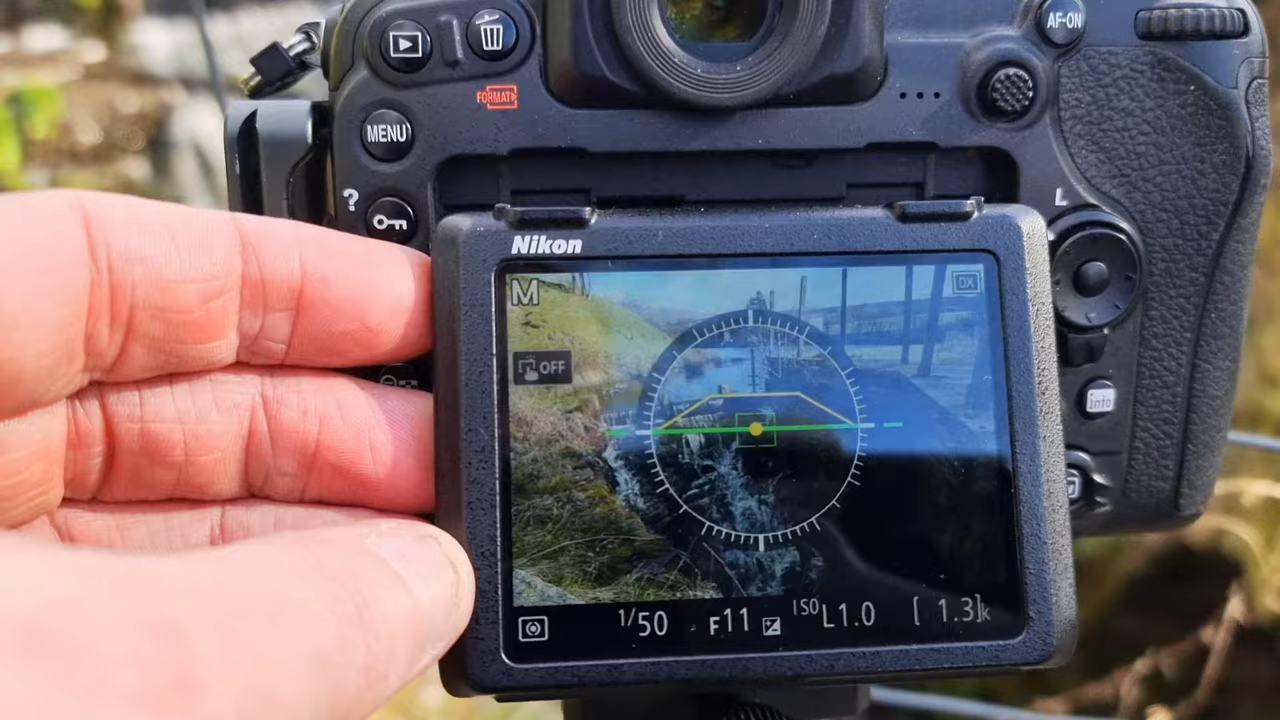 AF-ON
FORMAT
MENU
?
L
Nikon
M
DX
OFF
info
1/50 F11 ISO L1.0 [ 1.3]k